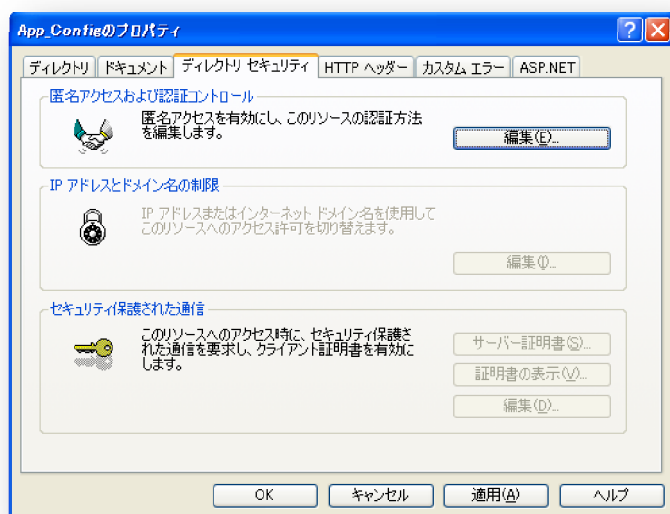 App_Configのプロパティ
ディレクトリ ドキュメント ディレクトリ セキュリティ HTTP ヘッダー カスタム エラー ASP.NET
匿名アクセスおよび認証コントロール
匿名アクセスを有効にし、このリソースの認証方法
を編集します。
編集(E)...
IP アドレスとドメイン名の制限
IP アドレスまたはインターネット ドメイン名を使用して
このリソースへのアクセス許可を切り替えます。
編集(I)...
セキュリティ保護された通信
このリソースへのアクセス時に、セキュリティ保護さ
れた通信を要求し、クライアント証明書を有効に
します。
サーバー証明書(S)...
証明書の表示(V)...
編集(D)...
OK キャンセル 適用(A) ヘルプ